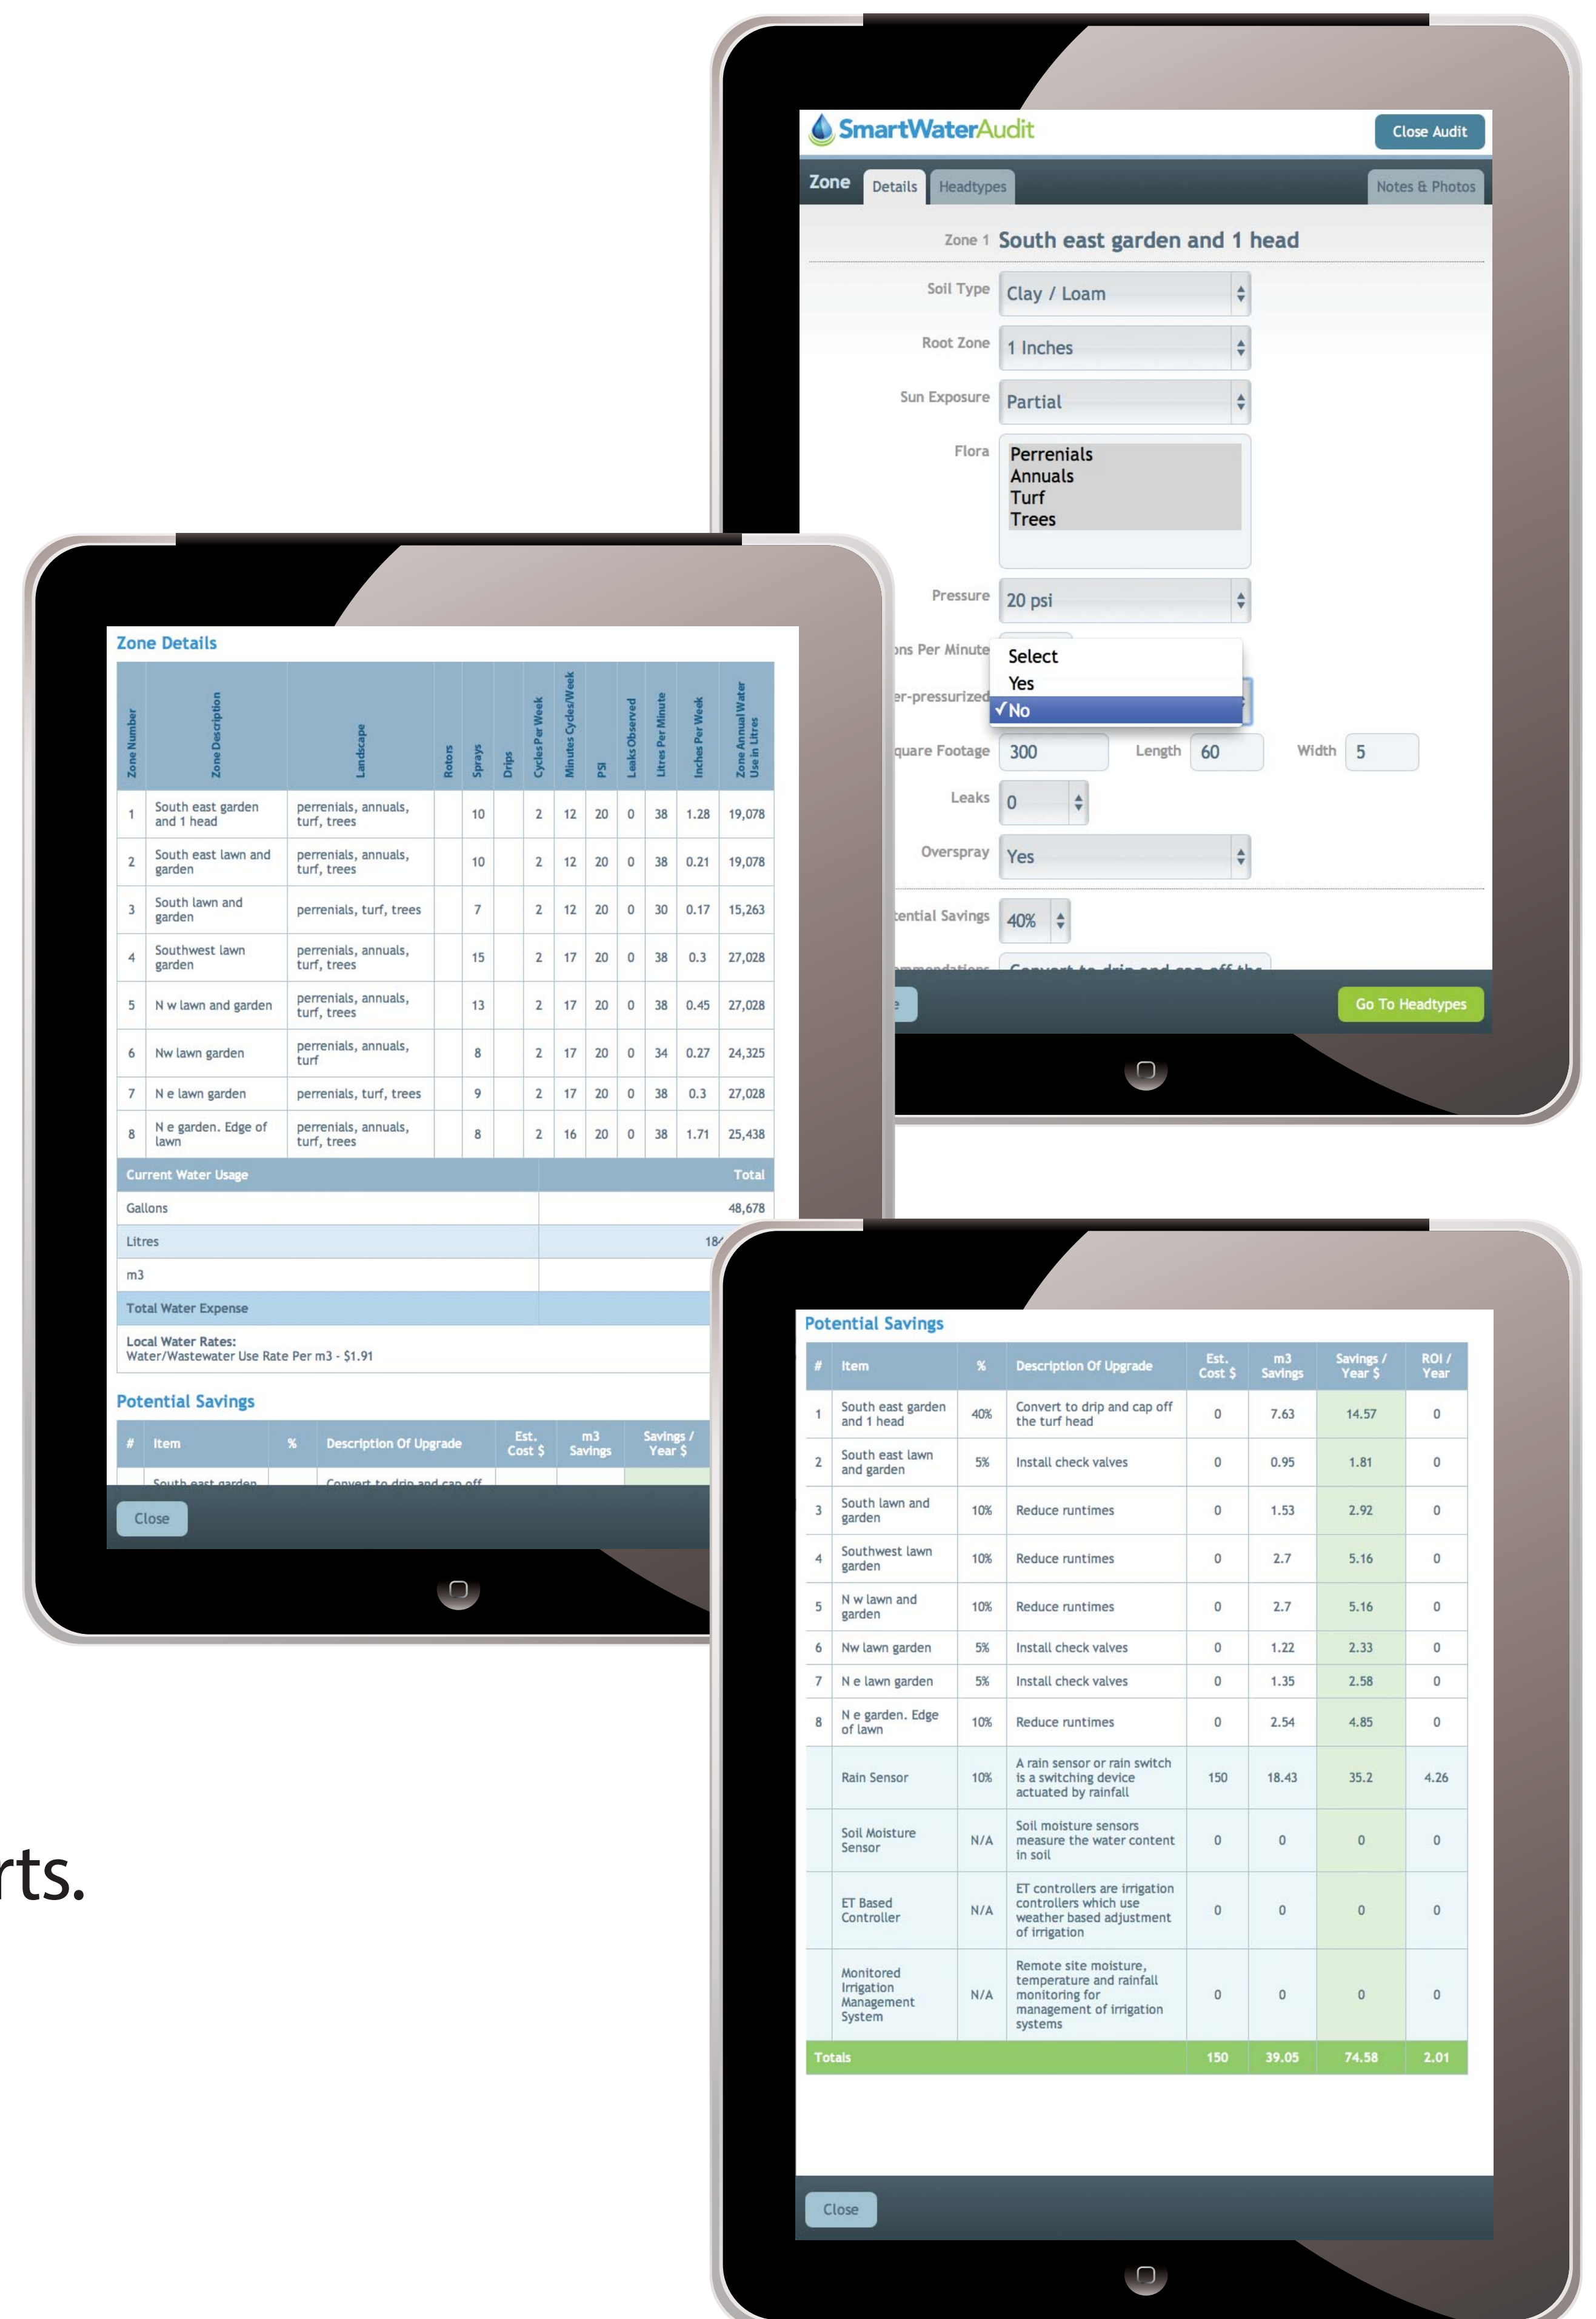 SmartWaterAudit
Close Audit
Zone Details Headtypes Notes & Photos
Zone 1 South east garden and 1 head
Soil Type Clay / Loam
Root Zone 1 Inches
Sun Exposure Partial
Flora Perrenials
Annuals
Turf
Trees
Pressure 20 psi
Per Minute
Select
Yes
✓No
Footage 300 Length 60 Width 5
Leaks 0
Overspray Yes
Savings 40%
Convert to drip and cap off the
Go To Headtypes
Zone Details
Zone Number Zone Description Landscape Rotors Sprays Drips Cycles Per Week Minutes Cycles/Week PSI Leaks Observed Litres Per Minute Inches Per Week Zone Annual Water
Use in Litres
1 South east garden and 1 head perrenials, annuals, turf, trees 10 2 12 20 0 38 1.28 19,078
2 South east lawn and garden perrenials, annuals, turf, trees 10 2 12 20 0 38 0.21 19,078
3 South lawn and garden perrenials, turf, trees 7 2 12 20 0 30 0.17 15,263
4 Southwest lawn garden perrenials, annuals, turf, trees 15 2 17 20 0 38 0.3 27,028
5 N w lawn and garden perrenials, annuals, turf, trees 13 2 17 20 0 38 0.45 27,028
6 Nw lawn garden perrenials, annuals, turf 8 2 17 20 0 34 0.27 24,325
7 N e lawn garden perrenials, turf, trees 9 2 17 20 0 38 0.3 27,028
8 N e garden. Edge of lawn perrenials, annuals, turf, trees 8 2 16 20 0 38 1.71 25,438
Current Water Usage Total
Gallons 48,678
Litres
m3
Total Water Expense
Local Water Rates:
Water/Wastewater Use Rate Per m3 - $1.91
Potential Savings
# Item % Description Of Upgrade Est. Cost $ m3 Savings Savings / Year $
South east garden Convert to drip and cap off
Close
Potential Savings
# Item % Description Of Upgrade Est. Cost $ m3 Savings Savings / Year $ ROI / Year
1 South east garden and 1 head 40% Convert to drip and cap off the turf head 0 7.63 14.57 0
2 South east lawn and garden 5% Install check valves 0 0.95 1.81 0
3 South lawn and garden 10% Reduce runtimes 0 1.53 2.92 0
4 Southwest lawn garden 10% Reduce runtimes 0 2.7 5.16 0
5 N w lawn and garden 10% Reduce runtimes 0 2.7 5.16 0
6 Nw lawn garden 5% Install check valves 0 1.22 2.33 0
7 N e lawn garden 5% Install check valves 0 1.35 2.58 0
8 N e garden. Edge of lawn 10% Reduce runtimes 0 2.54 4.85 0
Rain Sensor 10% A rain sensor or rain switch is a switching device actuated by rainfall 150 18.43 35.2 4.26
Soil Moisture Sensor N/A Soil moisture sensors measure the water content in soil 0 0 0 0
ET Based Controller N/A ET controllers are irrigation controllers which use weather based adjustment of irrigation 0 0 0 0
Monitored Irrigation Management System N/A Remote site moisture, temperature and rainfall monitoring for management of irrigation systems 0 0 0 0
Totals 150 39.05 74.58 2.01
Close